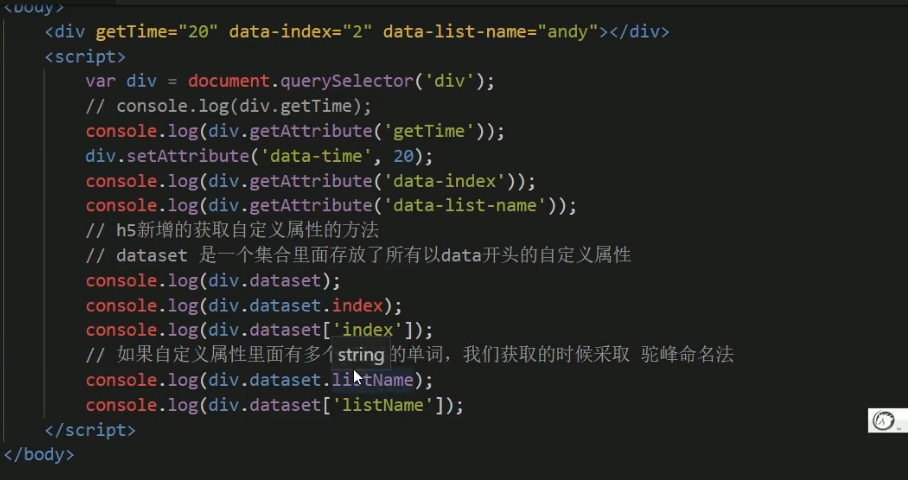 <body>
<div getTime="20" data-index="2" data-list-name="andy"></div>
<script>
var div = document.querySelector('div');
// console.log(div.getTime);
console.log(div.getAttribute('getTime'));
div.setAttribute('data-time', 20);
console.log(div.getAttribute('data-index'));
console.log(div.getAttribute('data-list-name'));
// h5新增的获取自定义属性的方法
// dataset 是一个集合里面存放了所有以data开头的自定义属性
console.log(div.dataset);
console.log(div.dataset.index);
console.log(div.dataset['index']);
// 如果自定义属性里面有多个 string 的单词，我们获取的时候采取 驼峰命名法
console.log(div.dataset.listName);
console.log(div.dataset['listName']);
</script>
</body>